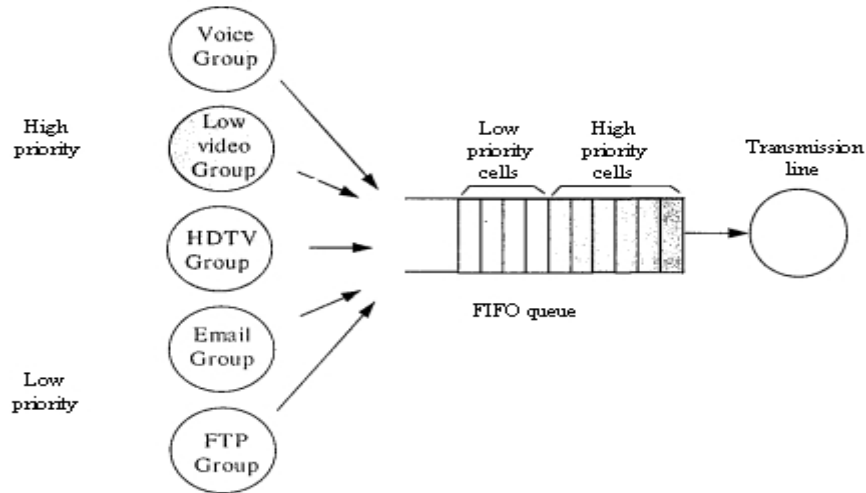 Voice
Group
High
priority
Low
video
Group
Low
priority
cells
High
priority
cells
Transmission
line
HDTV
Group
FIFO queue
Email
Group
Low
priority
FTP
Group